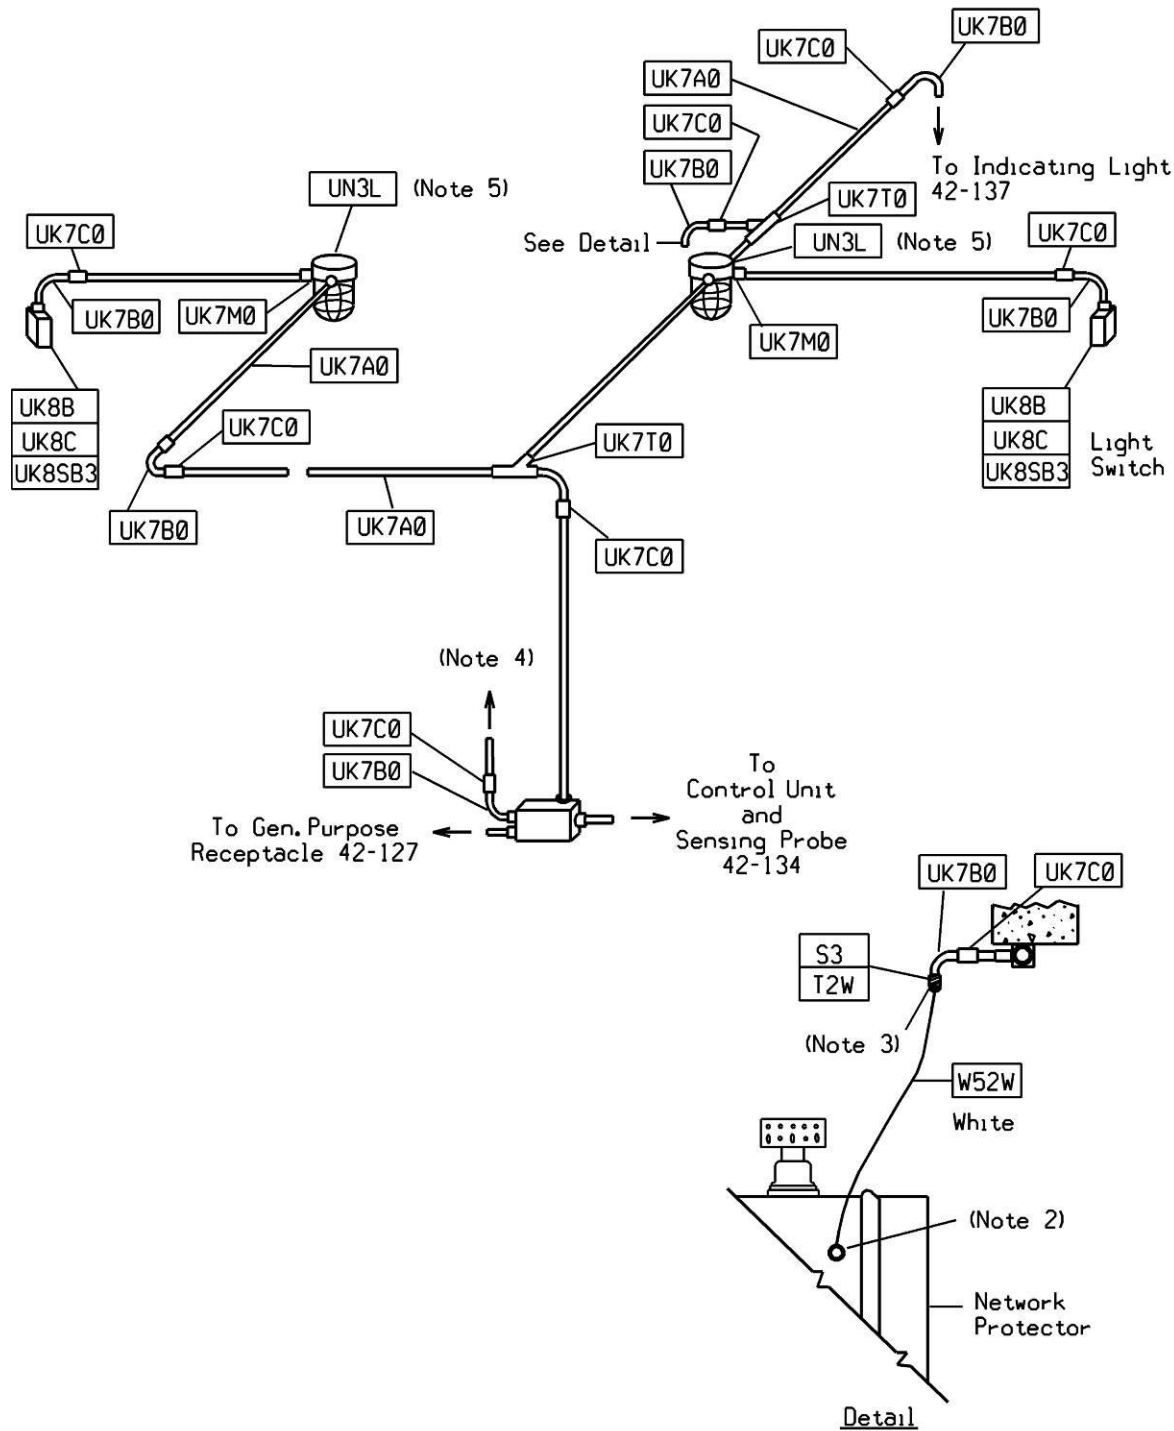 UK7B0
UK7C0
UK7A0
UK7C0
UK7B0
To Indicating Light
42-137
UN3L (Note 5)
UK7T0
UK7C0
See Detail
UN3L (Note 5)
UK7C0
UK7B0
UK7M0
UK7B0
UK7M0
UK7A0
UK8B
UK8C
UK8SB3
UK7C0
UK7T0
UK8B
UK8C
UK8SB3
Light
Switch
UK7B0
UK7A0
UK7C0
(Note 4)
UK7C0
UK7B0
To Gen. Purpose
Receptacle 42-127
To
Control Unit
and
Sensing Probe
42-134
UK7B0
UK7C0
S3
T2W
(Note 3)
W52W
White
(Note 2)
Network
Protector
Detail